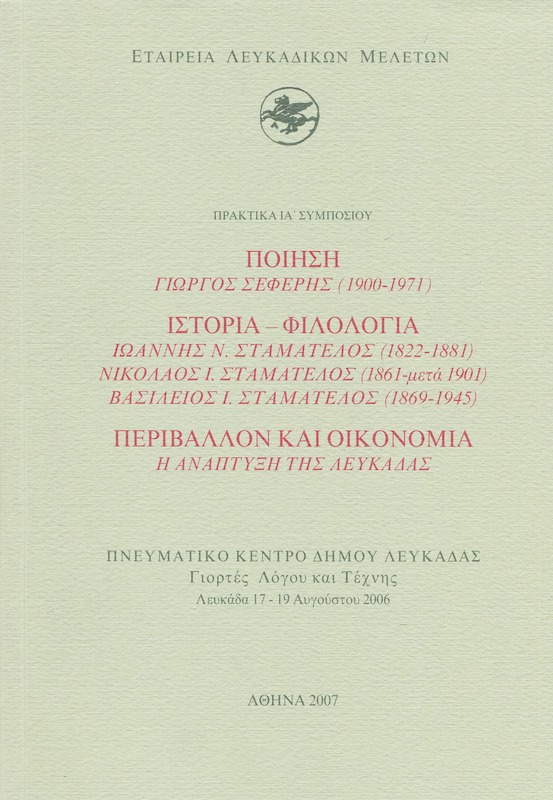 ΕΤΑΙΡΕΙΑ ΛΕΥΚΑΔΙΚΩΝ ΜΕΛΕΤΩΝ
ΠΡΑΚΤΙΚΑ ΙΑ΄ ΣΥΜΠΟΣΙΟΥ
ΠΟΙΗΣΗ
ΓΙΩΡΓΟΣ ΣΕΦΕΡΗΣ (1900-1971)
ΙΣΤΟΡΙΑ – ΦΙΛΟΛΟΓΙΑ
ΙΩΑΝΝΗΣ Ν. ΣΤΑΜΑΤΕΛΟΣ (1822-1881)
ΝΙΚΟΛΑΟΣ Ι. ΣΤΑΜΑΤΕΛΟΣ (1861-μετά 1901)
ΒΑΣΙΛΕΙΟΣ Ι. ΣΤΑΜΑΤΕΛΟΣ (1869-1945)
ΠΕΡΙΒΑΛΛΟΝ ΚΑΙ ΟΙΚΟΝΟΜΙΑ
Η ΑΝΑΠΤΥΞΗ ΤΗΣ ΛΕΥΚΑΔΑΣ
ΠΝΕΥΜΑΤΙΚΟ ΚΕΝΤΡΟ ΔΗΜΟΥ ΛΕΥΚΑΔΑΣ
Γιορτές Λόγου και Τέχνης
Λευκάδα 17 - 19 Αυγούστου 2006
ΑΘΗΝΑ 2007